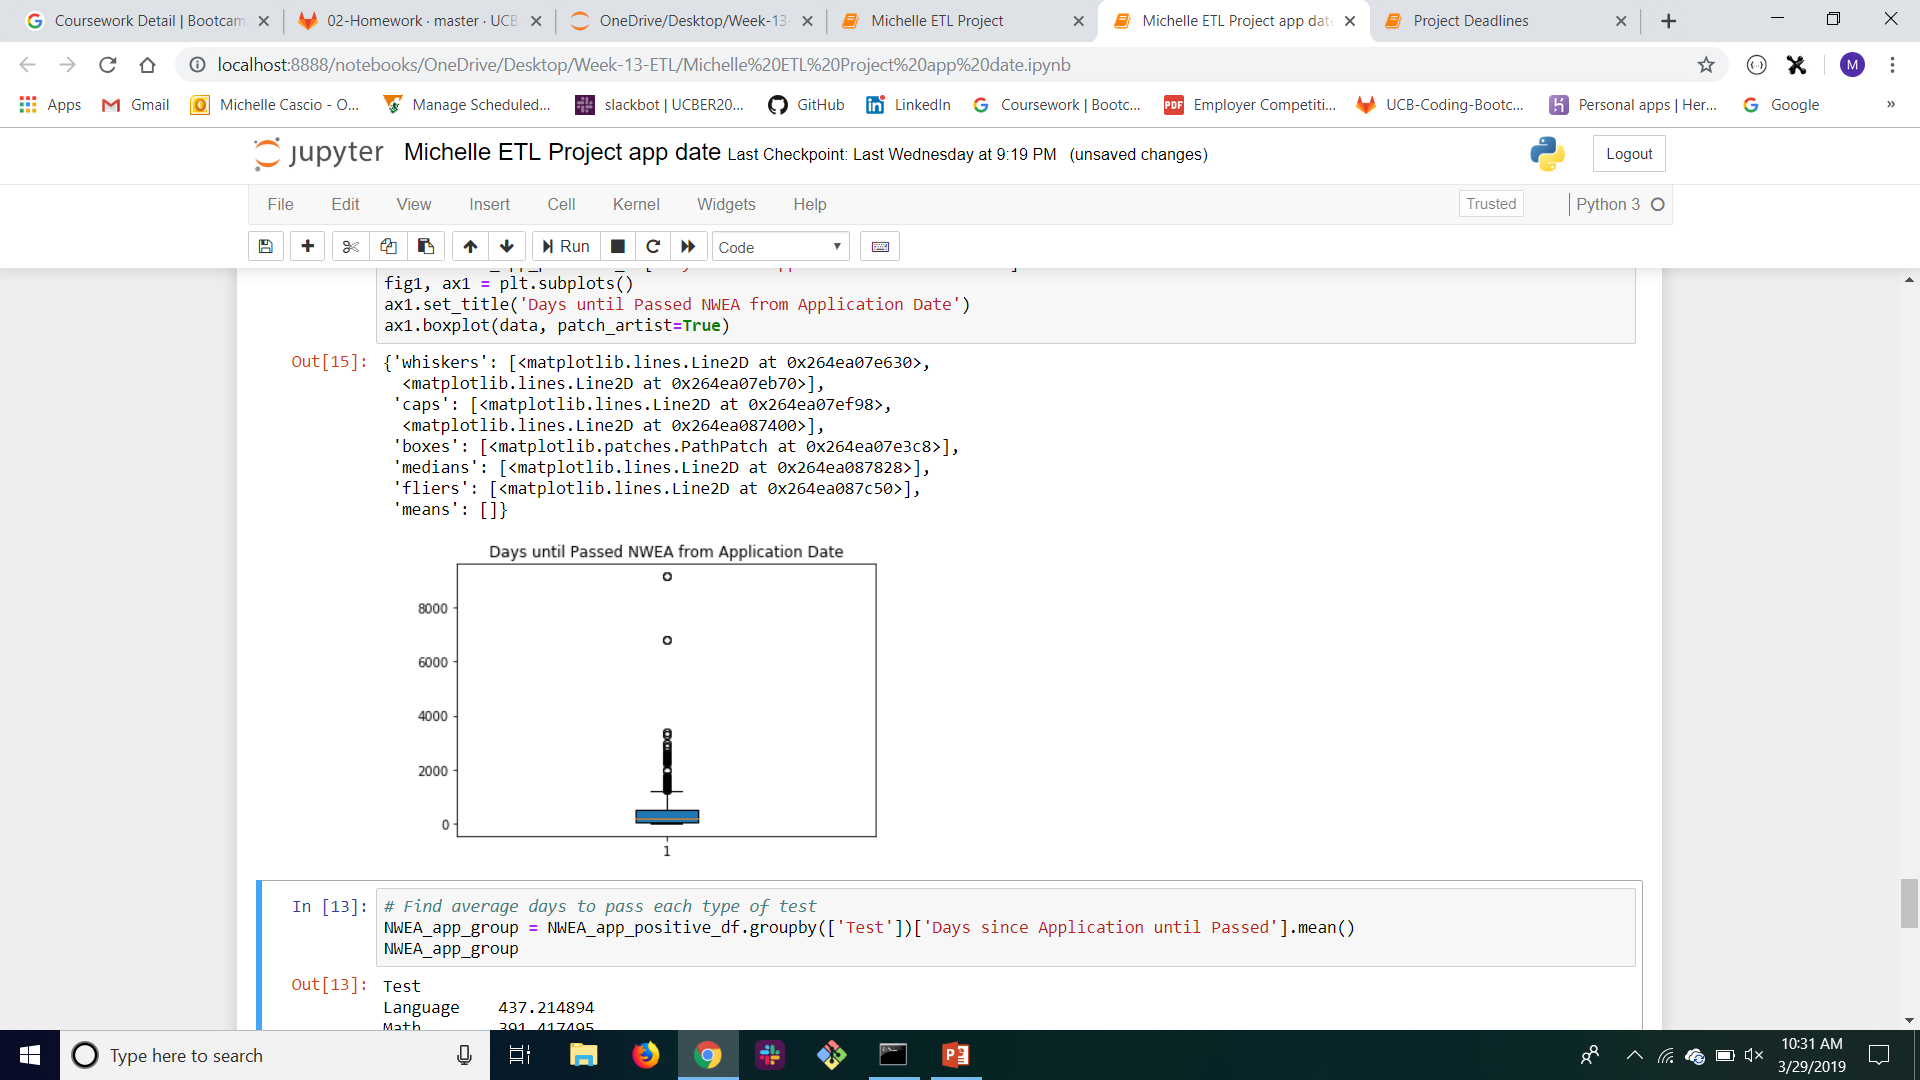 Coursework Detail | Bootcam
02-Homework · master · UCB
OneDrive/Desktop/Week-13-
Michelle ETL Project
Michelle ETL Project app date
Project Deadlines
localhost:8888/notebooks/OneDrive/Desktop/Week-13-ETL/Michelle%20ETL%20Project%20app%20date.ipynb
M
Apps
Gmail
Michelle Cascio - O...
Manage Scheduled...
slackbot | UCBER20...
GitHub
LinkedIn
Coursework | Bootc...
PDF
Employer Competiti...
UCB-Coding-Bootc...
Personal apps | Her...
Google
»
jupyter
Michelle ETL Project app date Last Checkpoint: Last Wednesday at 9:19 PM (unsaved changes)
Logout
File
Edit
View
Insert
Cell
Kernel
Widgets
Help
Trusted
Python 3
Run
Code
fig1, ax1 = plt.subplots()
ax1.set_title('Days until Passed NWEA from Application Date')
ax1.boxplot(data, patch_artist=True)
Out[15]: {'whiskers': [<matplotlib.lines.Line2D at 0x264ea07e630>,
<matplotlib.lines.Line2D at 0x264ea07eb70>],
'caps': [<matplotlib.lines.Line2D at 0x264ea07ef98>,
<matplotlib.lines.Line2D at 0x264ea087400>],
'boxes': [<matplotlib.patches.PathPatch at 0x264ea07e3c8>],
'medians': [<matplotlib.lines.Line2D at 0x264ea087828>],
'fliers': [<matplotlib.lines.Line2D at 0x264ea087c50>],
'means': []}
Days until Passed NWEA from Application Date
8000
6000
4000
2000
0
1
In [13]: # Find average days to pass each type of test
NWEA_app_group = NWEA_app_positive_df.groupby(['Test'])['Days since Application until Passed'].mean()
NWEA_app_group
Out[13]: Test
Language 437.214894
Math 391.417495
Type here to search
10:31 AM
3/29/2019